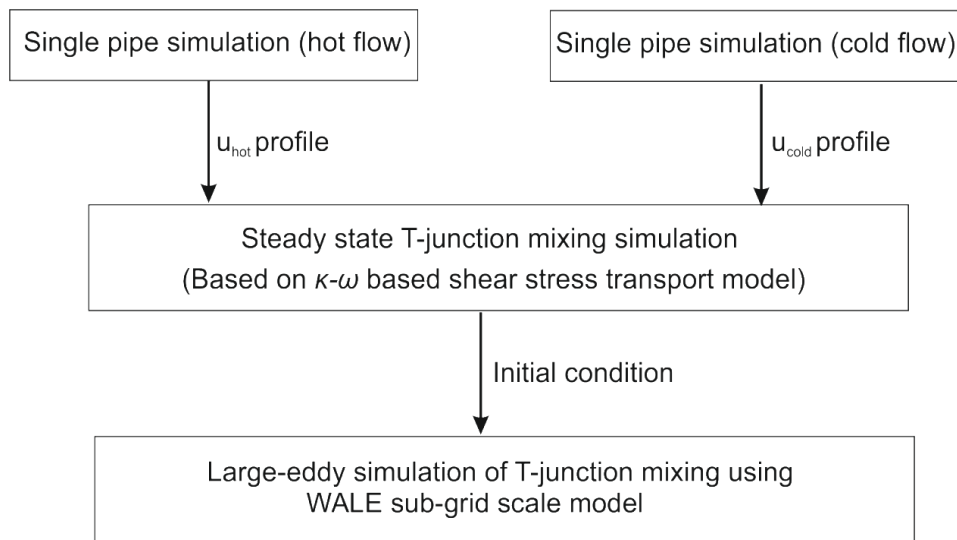 Single pipe simulation (hot flow)
Single pipe simulation (cold flow)
u_hot profile
u_cold profile
Steady state T-junction mixing simulation
(Based on κ-ω based shear stress transport model)
Initial condition
Large-eddy simulation of T-junction mixing using
WALE sub-grid scale model